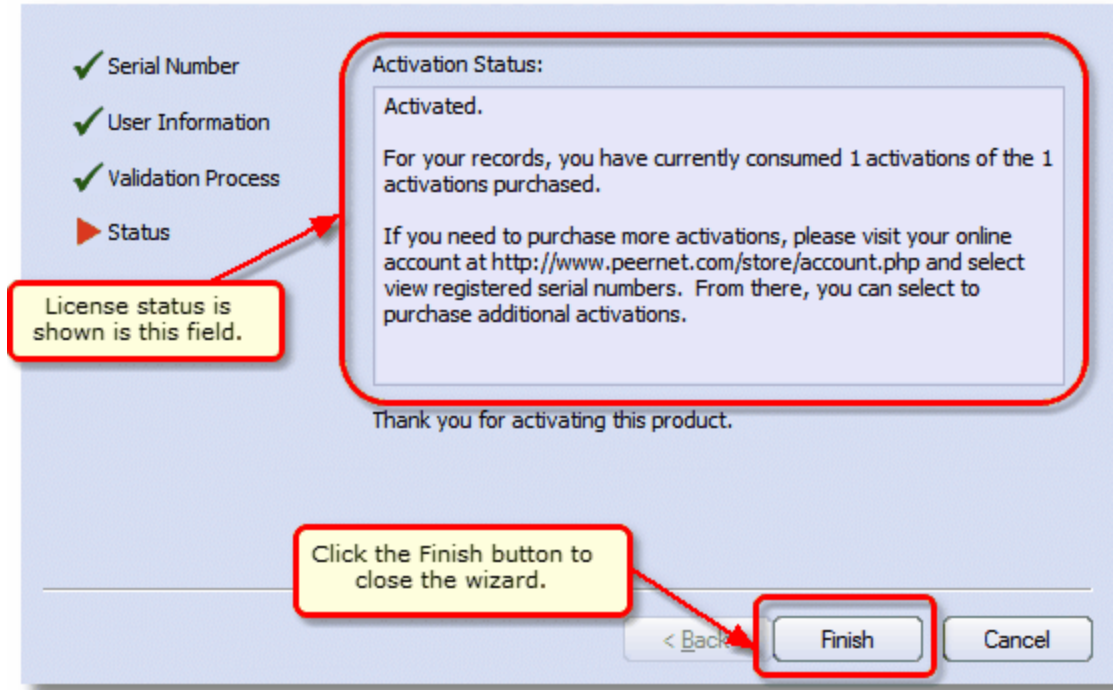 Serial Number
User Information
Validation Process
Status
Activation Status:
Activated.
For your records, you have currently consumed 1 activations of the 1
activations purchased.
If you need to purchase more activations, please visit your online
account at http://www.peernet.com/store/account.php and select
view registered serial numbers. From there, you can select to
purchase additional activations.
License status is
shown is this field.
Thank you for activating this product.
Click the Finish button to
close the wizard.
< Back
Finish
Cancel